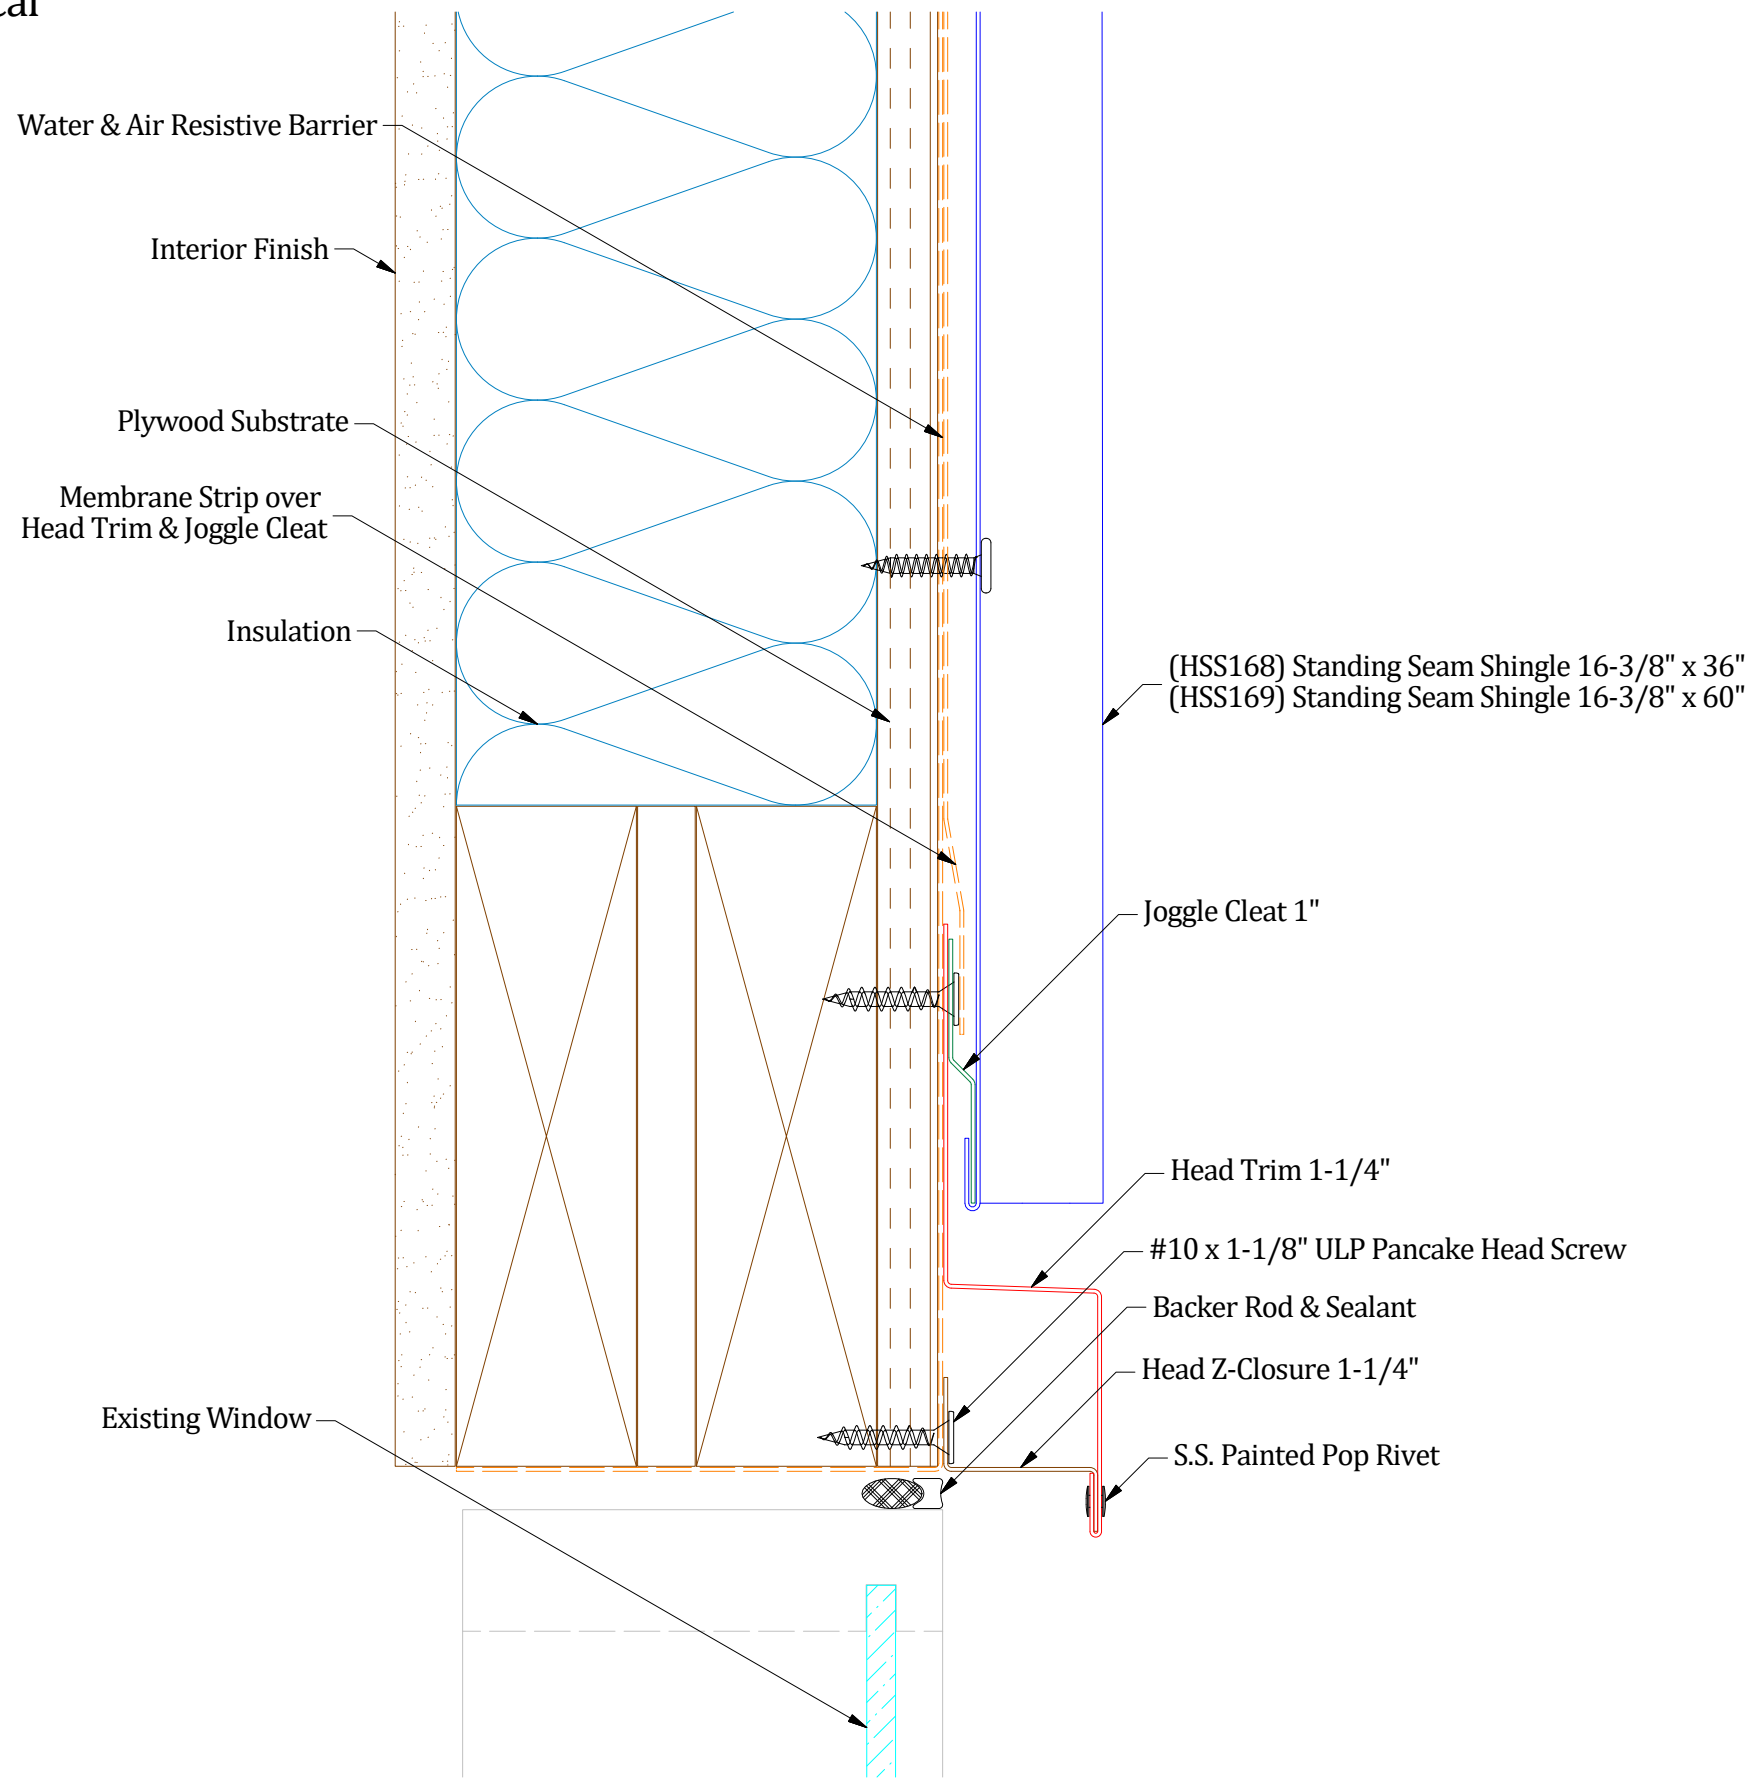 Water & Air Resistive Barrier
Interior Finish
Plywood Substrate
Membrane Strip over
Head Trim & Joggle Cleat
Insulation
(HSS168) Standing Seam Shingle 16-3/8" x 36"
(HSS169) Standing Seam Shingle 16-3/8" x 60"
Joggle Cleat 1"
Head Trim 1-1/4"
#10 x 1-1/8" ULP Pancake Head Screw
Backer Rod & Sealant
Head Z-Closure 1-1/4"
Existing Window
S.S. Painted Pop Rivet